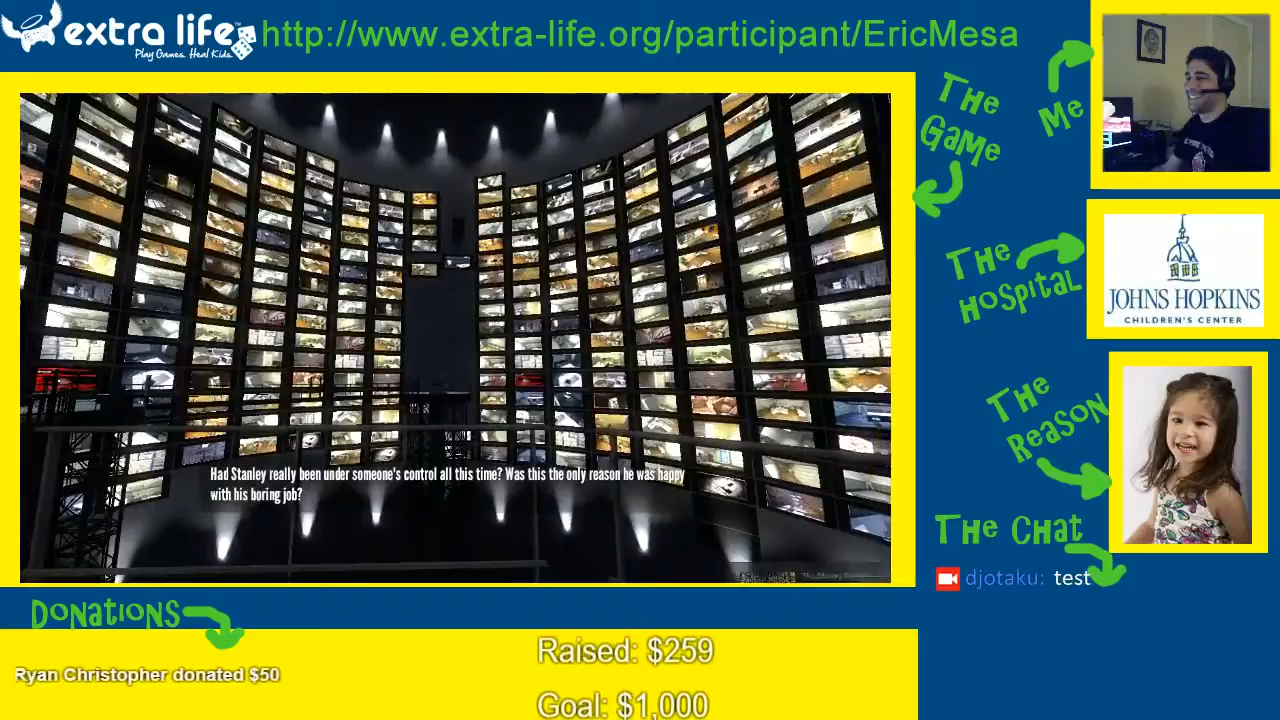 extra life
Play Games. Heal Kids.
http://www.extra-life.org/participant/EricMesa
The
Game
Me
The
Hospital
JOHNS HOPKINS
CHILDREN'S CENTER
Had Stanley really been under someone's control all this time? Was this the only reason he was happy
with his boring job?
The
Reason
The Chat
djotaku: test
Donations
Ryan Christopher donated $50
Raised: $259
Goal: $1,000